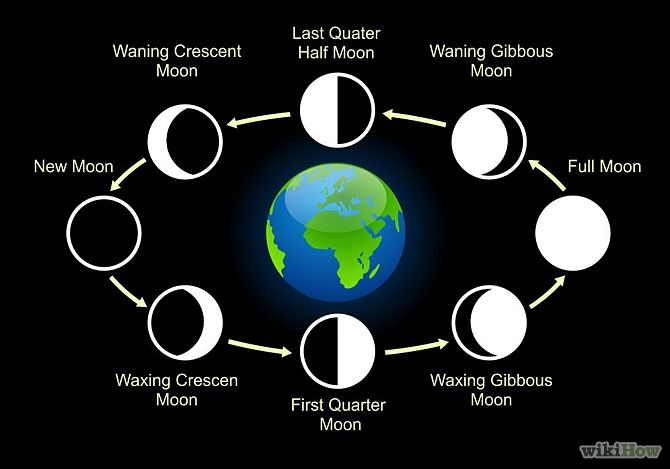 Last Quater
Half Moon
Waning Crescent
Moon
Waning Gibbous
Moon
New Moon
Full Moon
Waxing Crescen
Moon
First Quarter
Moon
Waxing Gibbous
Moon
wikiHow